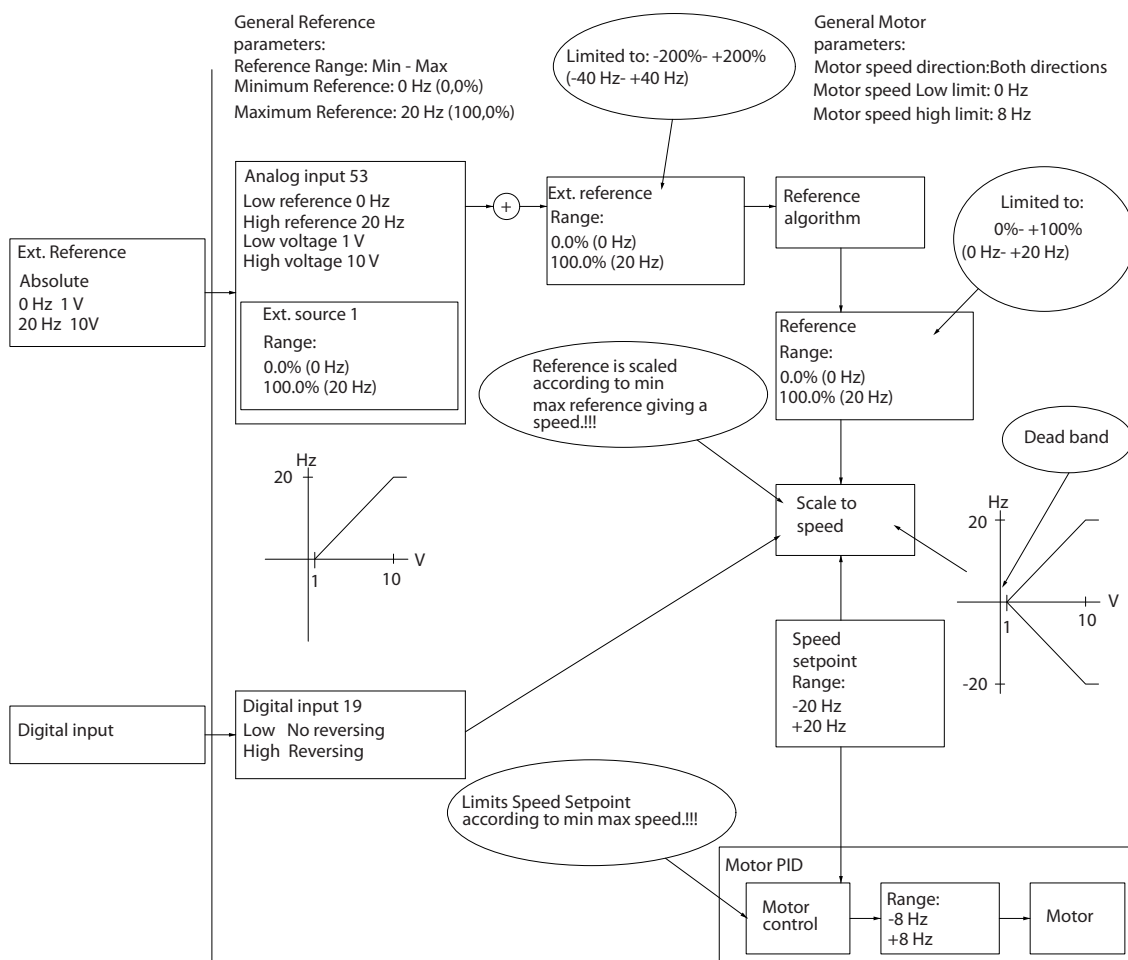 General Reference
parameters:
Reference Range: Min - Max
Minimum Reference: 0 Hz (0,0%)
Maximum Reference: 20 Hz (100,0%)
Limited to: -200%- +200%
(-40 Hz- +40 Hz)
General Motor
parameters:
Motor speed direction:Both directions
Motor speed Low limit: 0 Hz
Motor speed high limit: 8 Hz
Ext. Reference
Absolute
0 Hz 1 V
20 Hz 10V
Analog input 53
Low reference 0 Hz
High reference 20 Hz
Low voltage 1 V
High voltage 10 V
Ext. source 1
Range:
0.0% (0 Hz)
100.0% (20 Hz)
+
Ext. reference
Range:
0.0% (0 Hz)
100.0% (20 Hz)
Reference
algorithm
Limited to:
0%- +100%
(0 Hz- +20 Hz)
Reference
Range:
0.0% (0 Hz)
100.0% (20 Hz)
Reference is scaled
according to min
max reference giving a
speed.!!!
Dead band
Hz
20
V
1
10
Scale to
speed
Hz
20
V
1
10
-20
Speed
setpoint
Range:
-20 Hz
+20 Hz
Digital input
Digital input 19
Low No reversing
High Reversing
Limits Speed Setpoint
according to min max speed.!!!
Motor PID
Motor
control
Range:
-8 Hz
+8 Hz
Motor